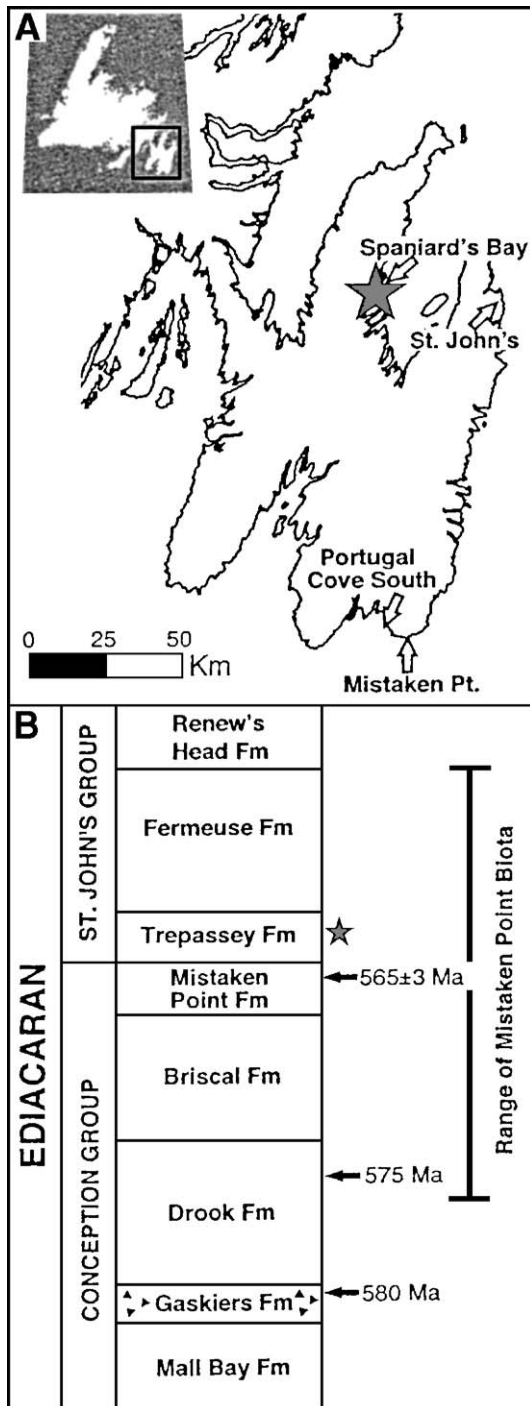 A
Spaniard's Bay
St. John's
Portugal
Cove South
0 25 50
Km
Mistaken Pt.
B
EDIACARAN
ST. JOHN'S GROUP
CONCEPTION GROUP
Renew's
Head Fm
Fermeuse Fm
Trepassey Fm
Mistaken
Point Fm
565±3 Ma
Briscal Fm
575 Ma
Drook Fm
580 Ma
Gaskiers Fm
Mall Bay Fm
Range of Mistaken Point Biota